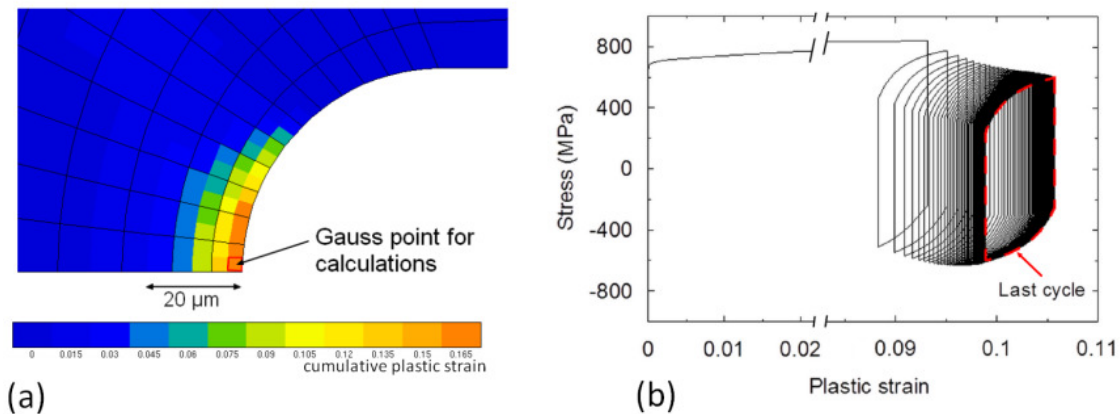 Gauss point for
calculations
20 µm
0 0.015 0.03 0.045 0.06 0.075 0.09 0.105 0.12 0.135 0.15 0.165
cumulative plastic strain
(a)
800
400
0
-400
-800
Stress (MPa)
Last cycle
0 0.01 0.02 0.09 0.1 0.11
Plastic strain
(b)